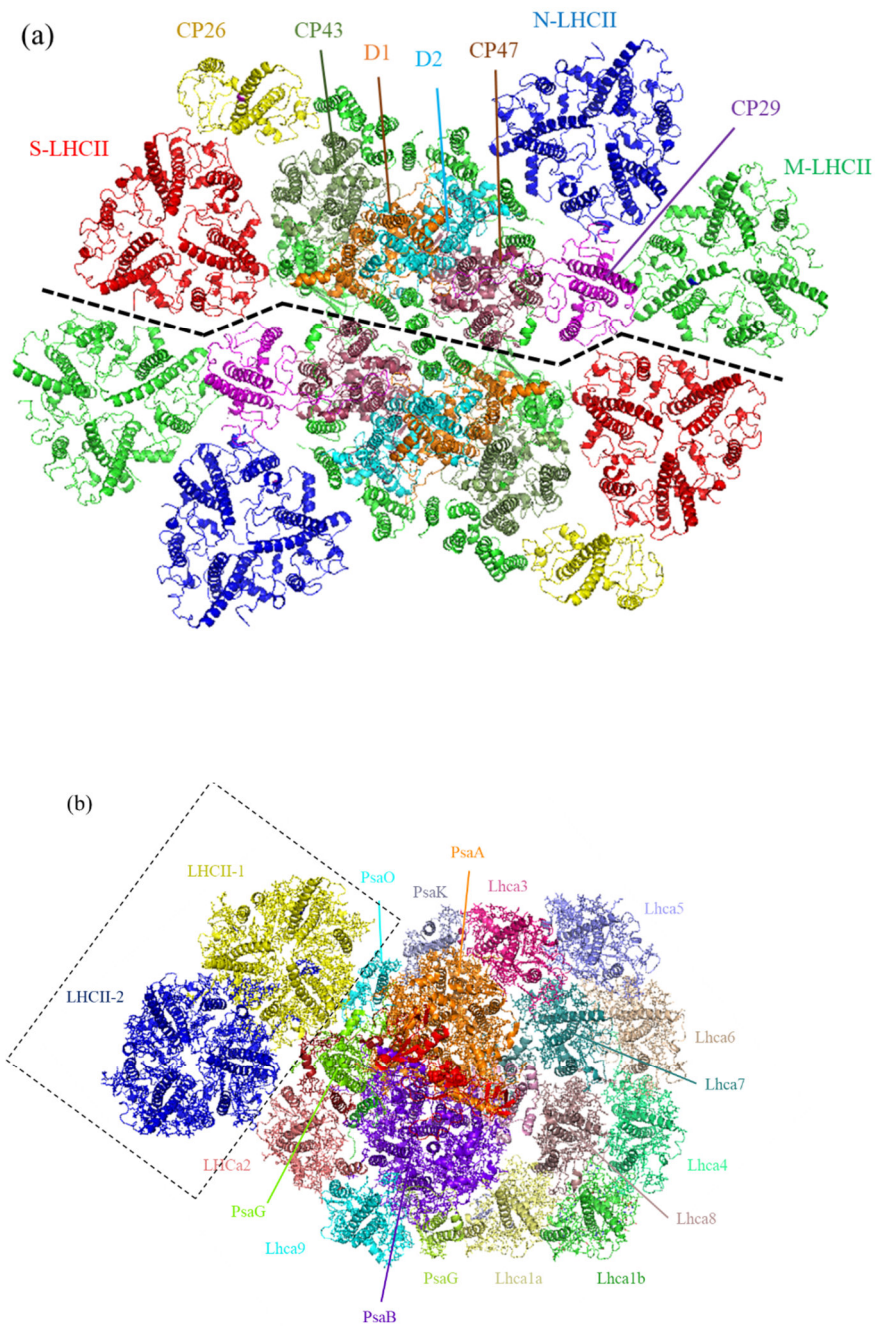 (a)
CP26
CP43
D1
D2
CP47
N-LHCII
CP29
S-LHCII
M-LHCII
(b)
LHCII-1
PsaO
PsaK
PsaA
Lhca3
Lhca5
LHCII-2
Lhca6
Lhca7
LHCa2
Lhca4
PsaG
Lhca8
Lhca9
PsaG
Lhca1a
Lhca1b
PsaB